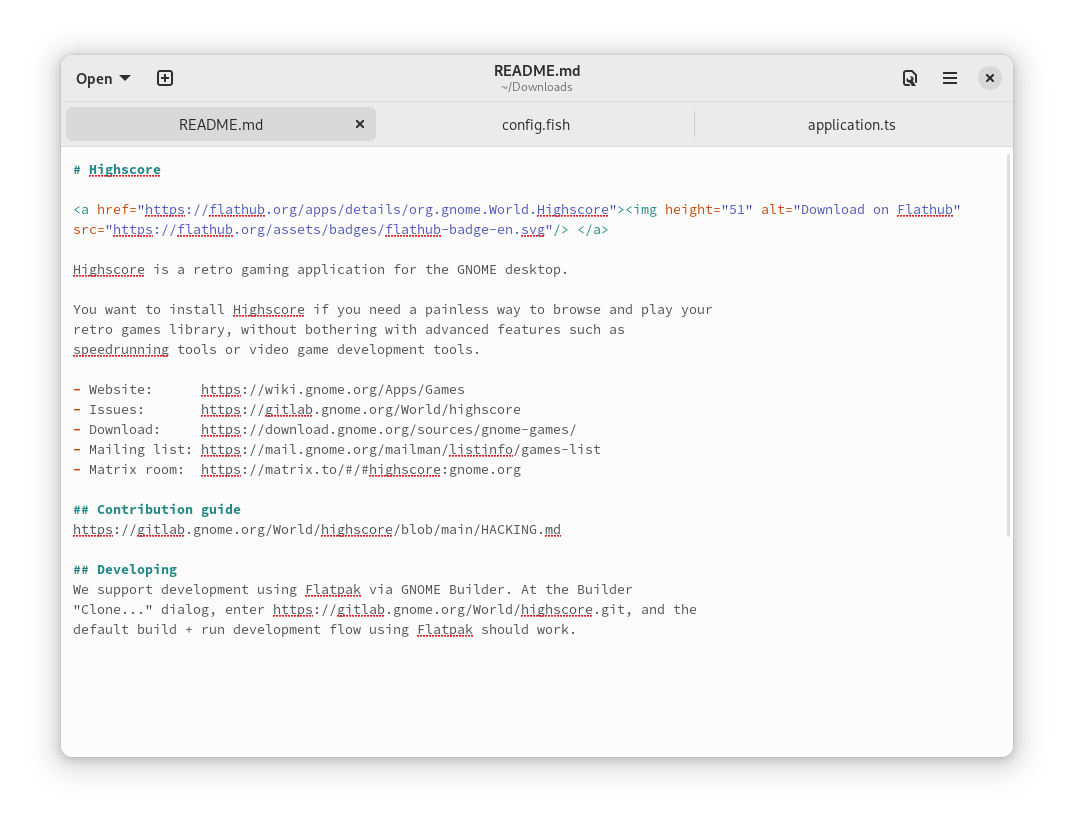 Open
README.md
~/Downloads
README.md
config.fish
application.ts
# Highscore
<a href="https://flathub.org/apps/details/org.gnome.World.Highscore"><img height="51" alt="Download on Flathub"
src="https://flathub.org/assets/badges/flathub-badge-en.svg"/> </a>
Highscore is a retro gaming application for the GNOME desktop.
You want to install Highscore if you need a painless way to browse and play your
retro games library, without bothering with advanced features such as
speedrunning tools or video game development tools.
- Website:      https://wiki.gnome.org/Apps/Games
- Issues:       https://gitlab.gnome.org/World/highscore
- Download:     https://download.gnome.org/sources/gnome-games/
- Mailing list: https://mail.gnome.org/mailman/listinfo/games-list
- Matrix room:  https://matrix.to/#/#highscore:gnome.org
## Contribution guide
https://gitlab.gnome.org/World/highscore/blob/main/HACKING.md
## Developing
We support development using Flatpak via GNOME Builder. At the Builder
"Clone..." dialog, enter https://gitlab.gnome.org/World/highscore.git, and the
default build + run development flow using Flatpak should work.